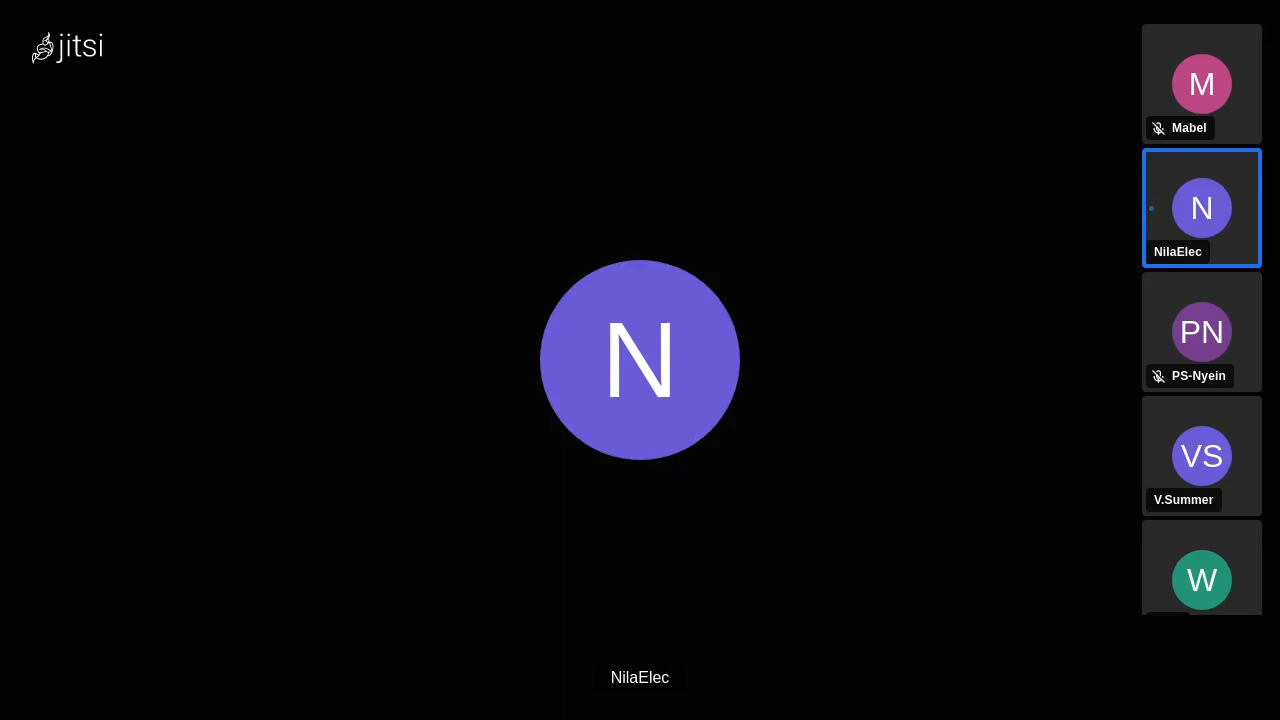 jitsi
M
Mabel
N
NilaElec
PN
PS-Nyein
VS
V.Summer
W
N
NilaElec